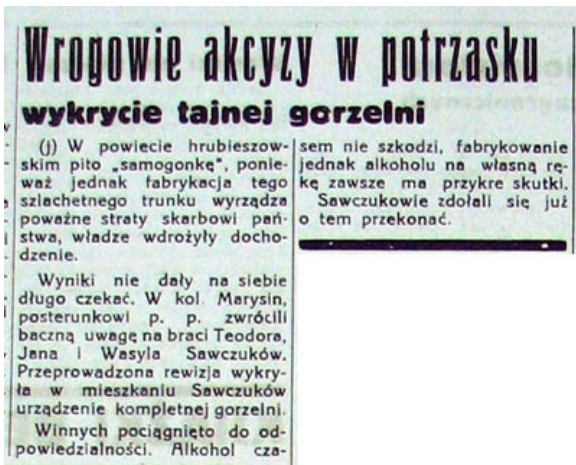 Wrogowie akcyzy w potrzasku
wykrycie tajnej gorzelni
(j) W powiecie hrubieszow-
skim pito „samogonkę", ponie-
waż jednak fabrykacja tego
szlachetnego trunku wyrządza
poważne straty skarbowi pań-
stwa, władze wdrożyły docho-
dzenie.
Wyniki nie dały na siebie
długo czekać. W kol. Marysin,
posterunkowi p. p. zwrócili
baczną uwagę na braci Teodora,
Jana i Wasyla Sawczuków.
Przeprowadzona rewizja wykry-
ła w mieszkaniu Sawczuków
urządzenie kompletnej gorzelni.
Winnych pociągnięto do od-
powiedzialności. Alkohol cza-
sem nie szkodzi, fabrykowanie
jednak alkoholu na własną rę-
kę zawsze ma przykre skutki.
Sawczukowie zdołali się już
o tem przekonać.